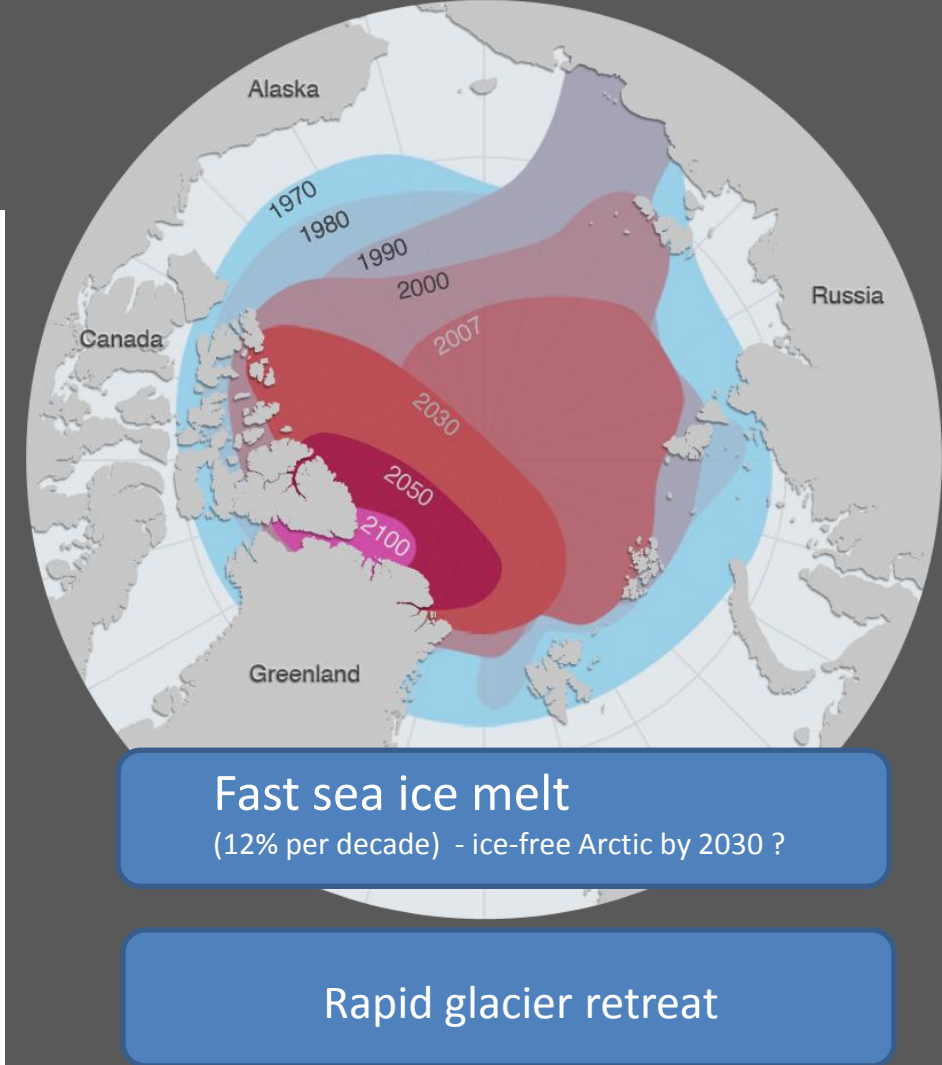 Alaska
1970
1980
1990
2000
Russia
Canada
2007
2030
2050
2100
Greenland
Fast sea ice melt
(12% per decade)  - ice-free Arctic by 2030 ?
Rapid glacier retreat